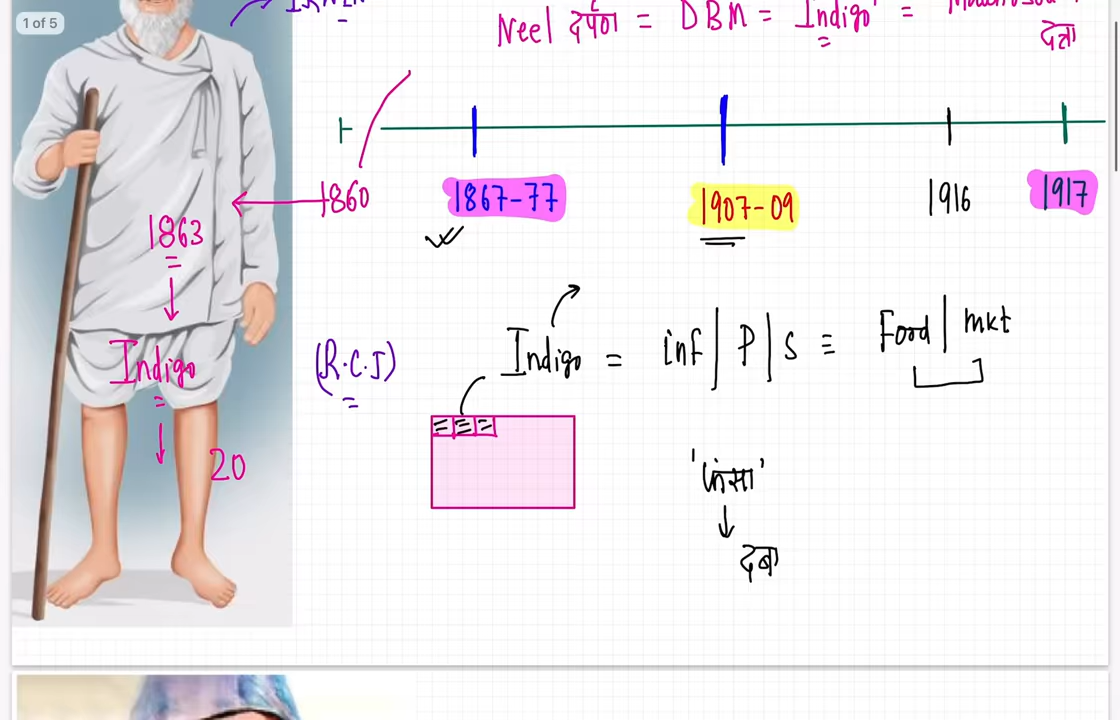 1 of 5
Neel दर्पण = DBM = Indigo =
देता
1860
1867-77
1907-09
1916
1917
1863
Indigo
20
(R.C.J)
Indigo = inf | P | S ≡ Food | mkt
'हिंसा'
दबा